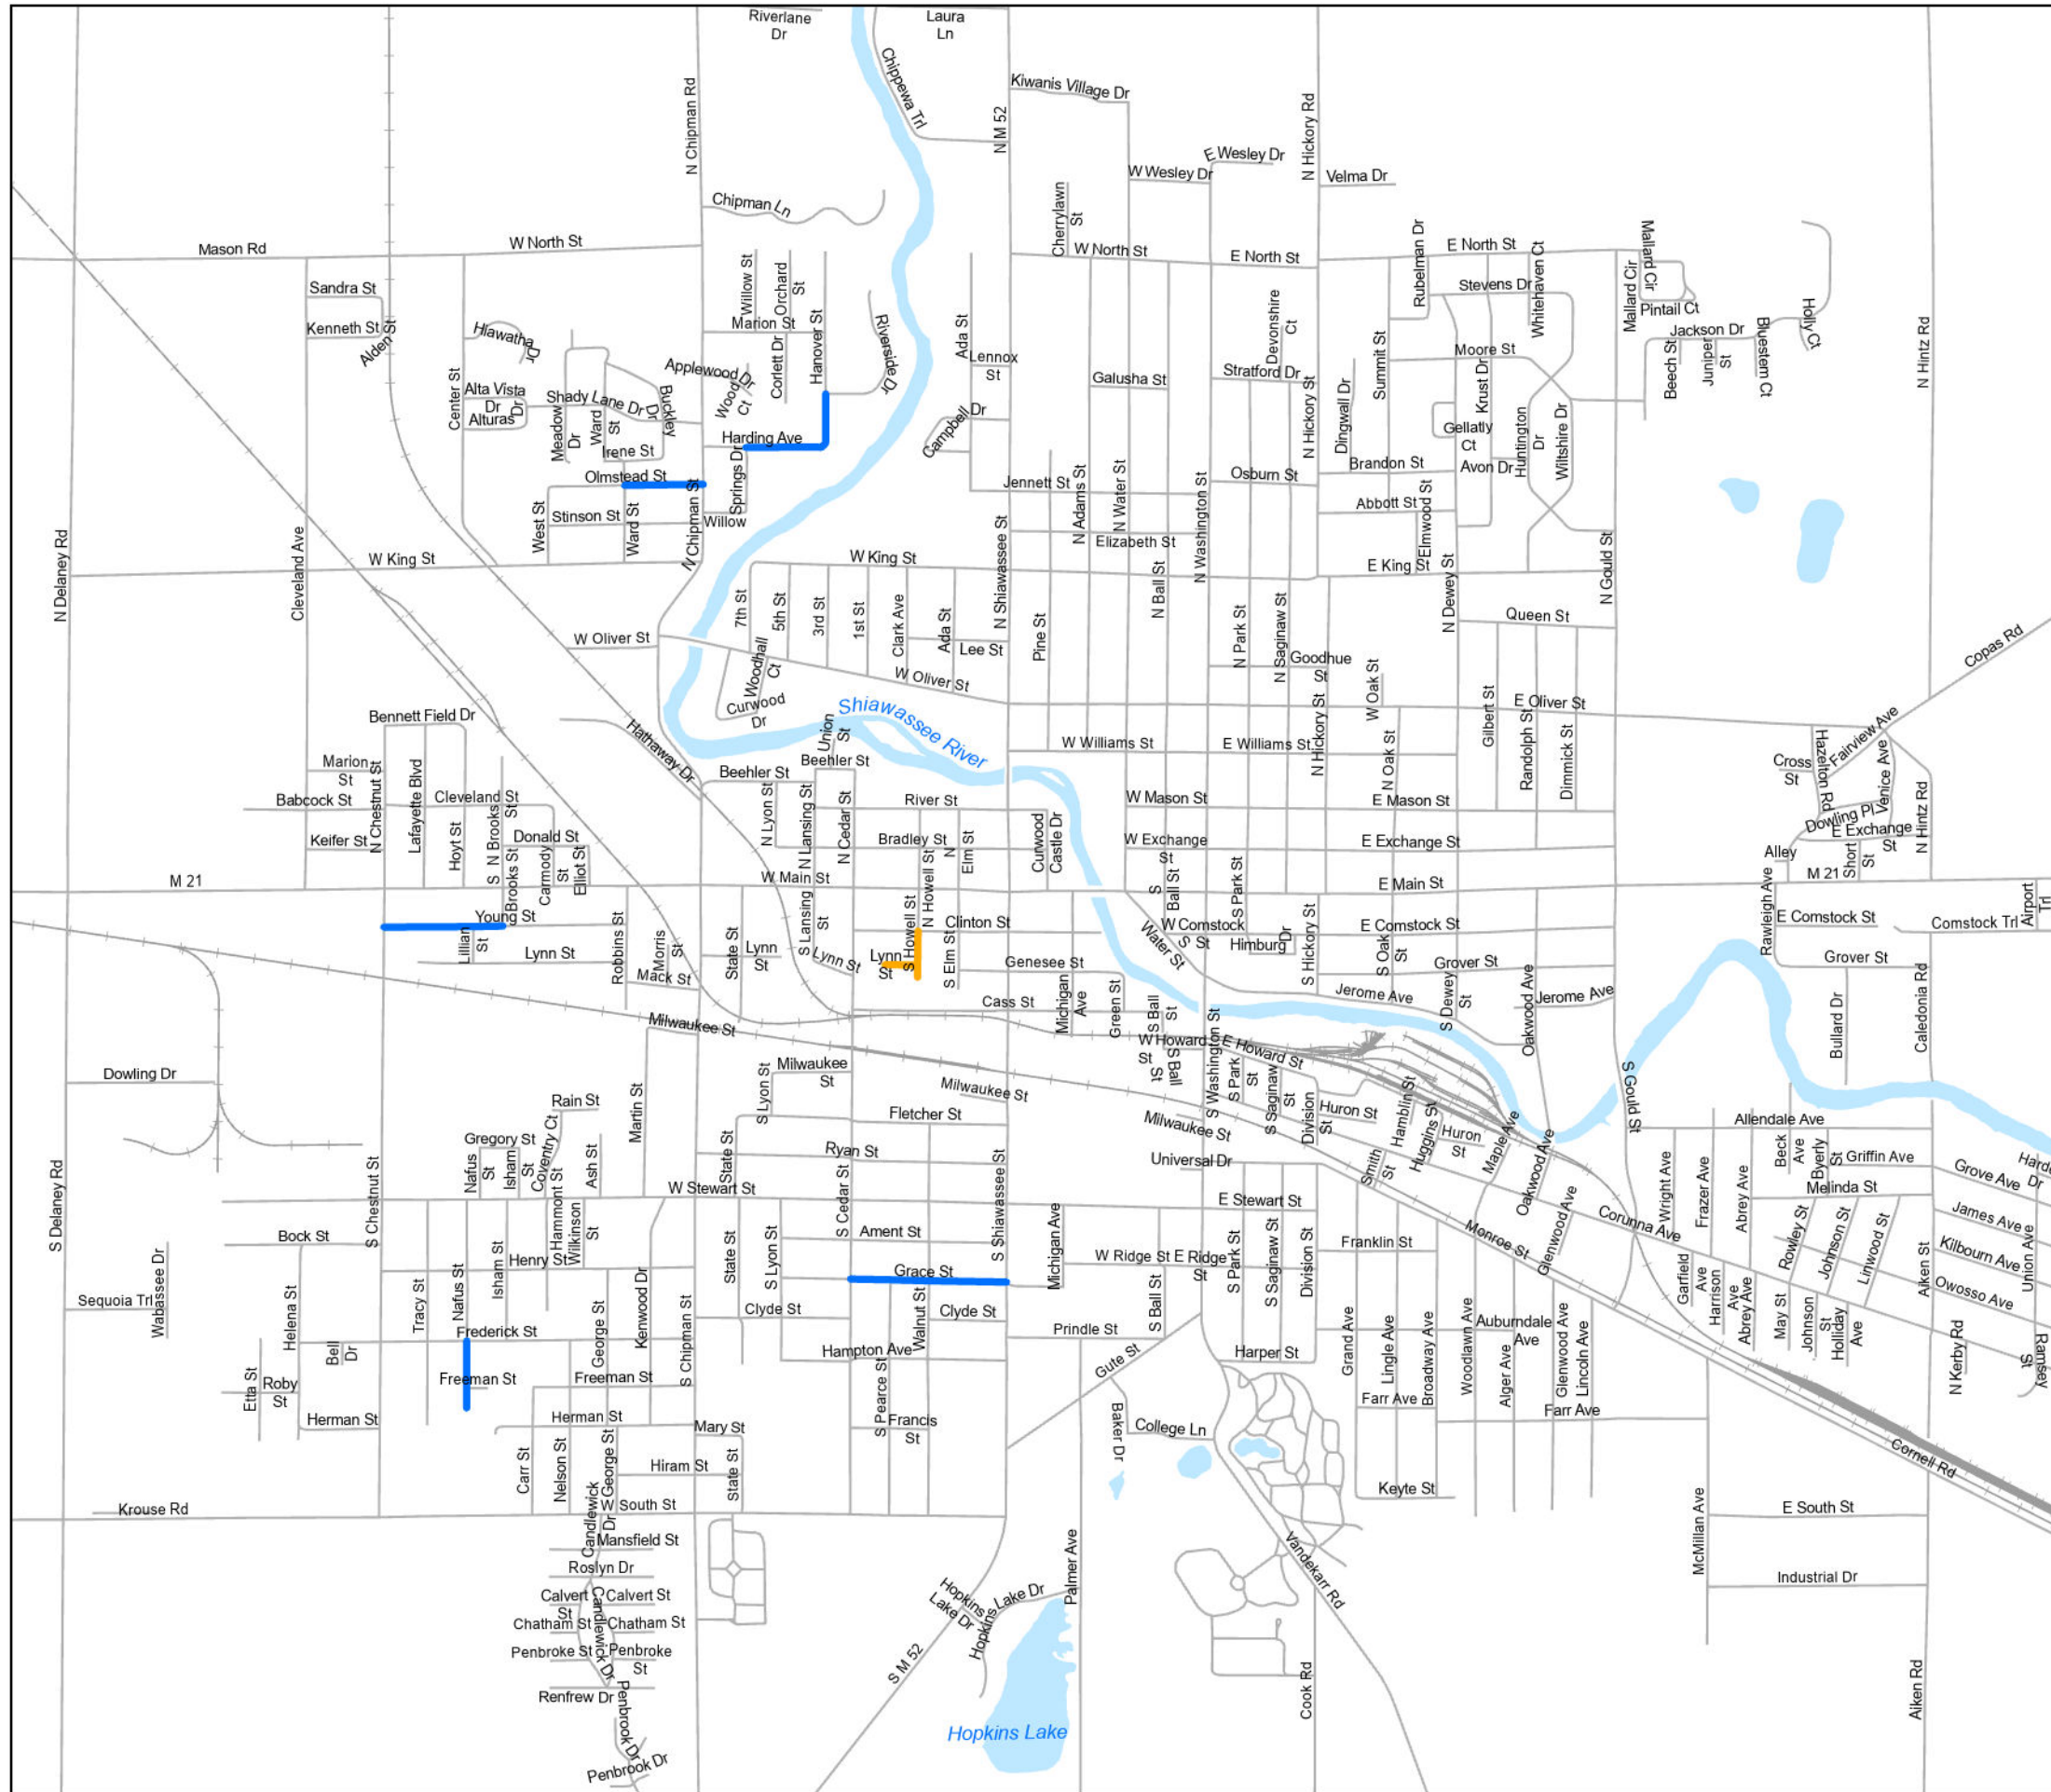 Riverlane
Dr
Laura
Ln
Chippewa Trl
Kiwanis Village Dr
N Chipman Rd
N M 52
N Hickory Rd
E Wesley Dr
W Wesley Dr
Velma Dr
Cherrylawn
St
Chipman Ln
Mason Rd
W North St
W North St
E North St
E North St
Rubelman Dr
Whitehaven Ct
Mallard Cir
Mallard Cir
Pintail Ct
Stevens Dr
Holly Ct
Sandra St
Kenneth St
Alden St
Hiawatha
Dr
Willow St
Orchard
St
Marion St
Hanover St
Riverside Dr
Ada St
Lennox
St
Devonshire
Ct
Summit St
Moore St
Jackson Dr
Beech St
Juniper
St
Bluestem Ct
N Hintz Rd
Center St
Alta Vista
Dr
Alturas
Dr
Shady Lane Dr
Buckley
Dr
Meadow
Dr
Ward
St
Irene St
Applewood Dr
Wood
Ct
Corlett Dr
Harding Ave
Campbell Dr
Galusha St
Stratford Dr
N Hickory St
Dingwall Dr
Krust Dr
Gellatly
Ct
Huntington
Dr
Wiltshire Dr
Avon Dr
Brandon St
Osburn St
Abbott St
Elmwood St
Olmstead St
Springs Dr
Willow
Stinson St
West St
Ward St
N Chipman St
Jennett St
N Adams St
N Water St
Elizabeth St
N Washington St
N Shiawassee St
N Delaney Rd
Cleveland Ave
W King St
W King St
E King St
N Dewey St
N Gould St
Queen St
7th St
5th St
3rd St
1st St
Clark Ave
Ada St
Lee St
Pine St
N Ball St
N Park St
N Saginaw St
Goodhue
St
W Oak St
W Oliver St
W Oliver St
E Oliver St
Woodhall
Ct
Curwood
Dr
Gilbert St
Randolph St
Dimmick St
Copas Rd
Shiawassee River
Bennett Field Dr
Hathaway Dr
Union
St
Beehler St
Beehler St
W Williams St
E Williams St
N Hickory St
N Oak St
Hazelton Rd
Fairview Ave
Venice Ave
Cross
St
Marion
St
Babcock St
Keifer St
N Chestnut St
Lafayette Blvd
Cleveland St
Hoyt St
N Brooks
St
Donald St
Carmody
St
Elliot St
N Lyon St
N Lansing St
N Cedar St
River St
Bradley St
N
Elm St
Curwood
Castle Dr
W Mason St
E Mason St
W Exchange
St
E Exchange St
Dowling Pl
E Exchange
St
Short
St
Alley
N Hintz Rd
M 21
M 21
W Main St
E Main St
S
Brooks St
Young St
Lillian
St
Lynn St
Robbins St
Morris
St
Mack St
State St
Lynn
St
S Lansing
St
Lynn St
Lynn
St
S Howell St
N Howell St
Clinton St
S Elm St
Genesee St
Cass St
Michigan
Ave
Green St
S Ball
St
S
Ball St
Water St
W Comstock
St
S
S Park St
Himburg
Dr
S Hickory St
E Comstock St
S Oak
St
Grover St
Jerome Ave
Jerome Ave
S Dewey
St
Oakwood Ave
Rawleigh Ave
E Comstock St
Comstock Trl
Airport
Trl
Grover St
Bullard Dr
Caledonia Rd
Milwaukee St
Milwaukee
St
Milwaukee St
Milwaukee St
W Howard
St
E Howard St
S Ball
St
S Washington St
S Park
St
S Saginaw
St
Division
St
Huron St
Hamblin St
Huggins St
Huron
St
Maple Ave
Smith
St
S Gould St
Dowling Dr
S Lyon St
Fletcher St
Martin St
Rain St
Gregory St
Coventry Ct
Nafus
St
Isham
St
Hammont St
Ash St
State St
Ryan St
Universal Dr
Oakwood Ave
Allendale Ave
Beck
Ave
Byerly
St
Griffin Ave
Grove Ave
Dr
Wright Ave
Frazer Ave
Abrey Ave
Melinda St
S Delaney Rd
S Chestnut St
W Stewart St
E Stewart St
S Cedar St
S Shiawassee St
Michigan Ave
Bock St
Wilkinson
St
Henry St
State St
S Lyon St
Ament St
Grace St
W Ridge St
E Ridge
St
S Park St
S Saginaw St
Division St
Franklin St
Monroe St
Glenwood Ave
Corunna Ave
Rowley St
Johnson St
Linwood St
James Ave
Kilbourn Ave
Owosso Ave
Union Ave
Aiken St
Wabassee Dr
Sequoia Trl
Helena St
Tracy St
Nafus St
Isham St
George St
Kenwood Dr
S Chipman St
Clyde St
Walnut St
Clyde St
Prindle St
S Ball St
Frederick St
Bell
Dr
Hampton Ave
Gute St
Harper St
Grand Ave
Lingle Ave
Broadway Ave
Woodlawn Ave
Auburndale
Ave
Alger Ave
Glenwood Ave
Lincoln Ave
Garfield
Ave
Harrison
Ave
Abrey Ave
May St
Johnson
St
Holliday
Ave
N Kerby Rd
Ramsey
St
Etta St
Roby
St
Freeman St
Freeman St
Herman St
Herman St
S Pearce St
Francis
St
Farr Ave
Farr Ave
Baker Dr
College Ln
Mary St
Hiram St
State St
Carr St
Nelson St
George St
Keyte St
Cornell Rd
Krouse Rd
W South St
E South St
Candlewick
Dr
Mansfield St
Roslyn Dr
Calvert
St
Calvert St
Chatham St
Chatham St
Candlewick Dr
Penbroke St
Penbroke
St
Renfrew Dr
Penbrook Dr
Penbrook Dr
Hopkins
Lake Dr
Hopkins Lake Dr
S M 52
Palmer Ave
Vandekarr Rd
Cook Rd
McMillan Ave
Industrial Dr
Aiken Rd
Hopkins Lake